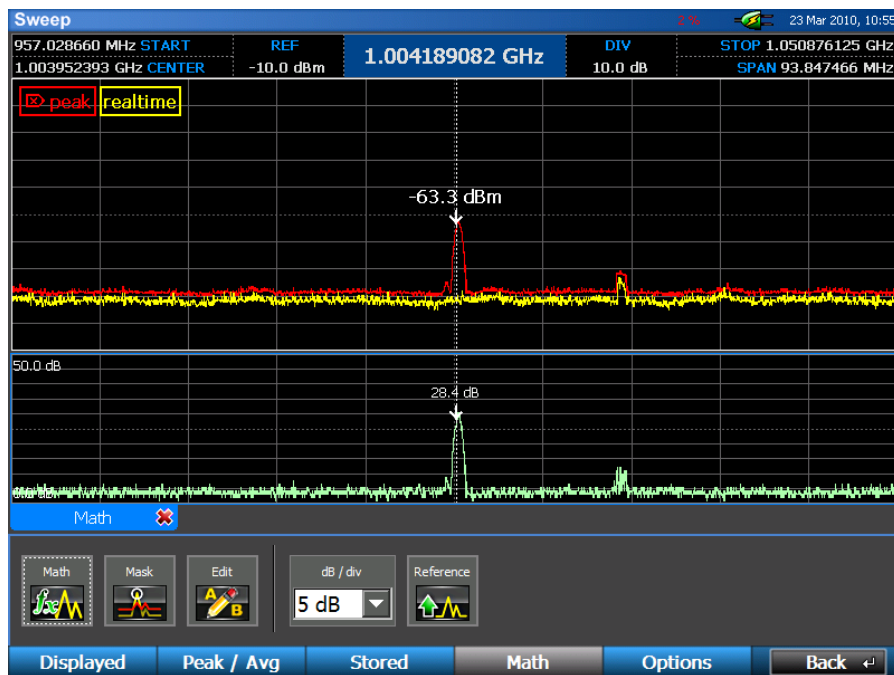 Sweep
23 Mar 2010, 10:55
957.028660 MHz START
REF
1.004189082 GHz
DIV
STOP 1.050876125 GHz
1.003952393 GHz CENTER
-10.0 dBm
10.0 dB
SPAN 93.847466 MHz
peak
realtime
-63.3 dBm
50.0 dB
28.4 dB
Math
Math
Mask
Edit
dB / div
Reference
5 dB
Displayed
Peak / Avg
Stored
Math
Options
Back